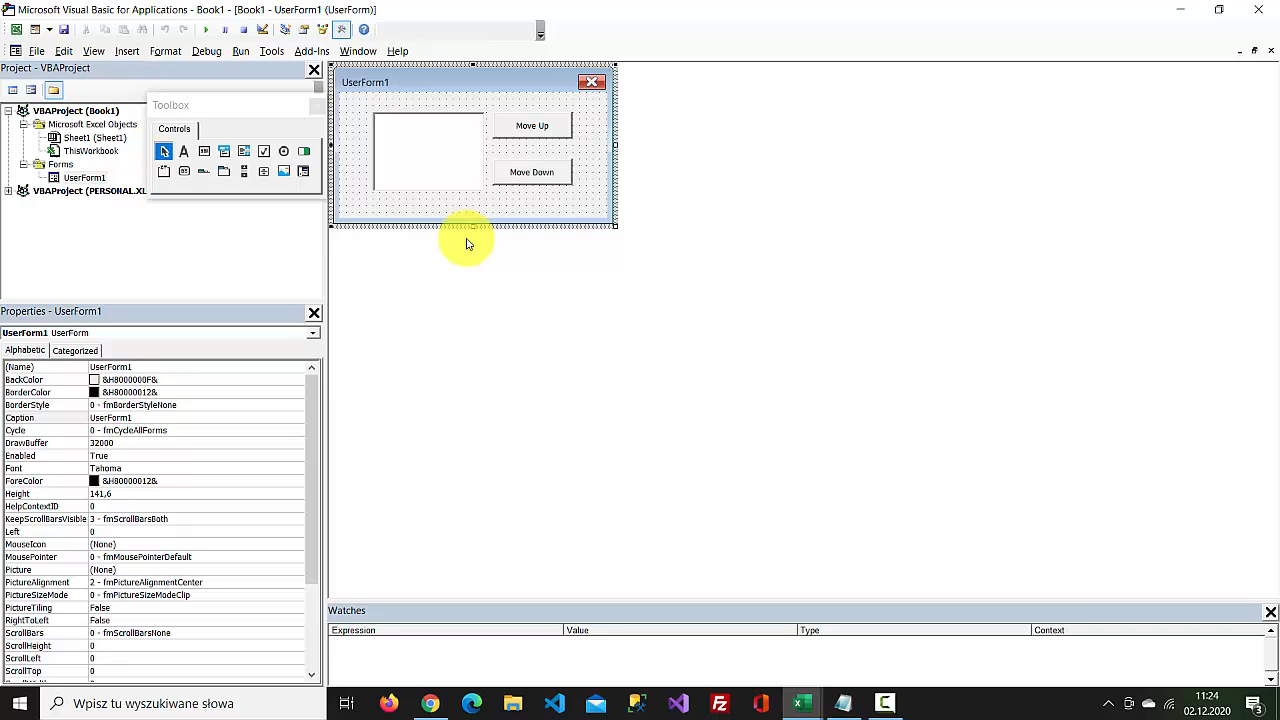 Microsoft Visual Basic for Applications - Book1 - [Book1 - UserForm1 (UserForm)]
File Edit View Insert Format Debug Run Tools Add-Ins Window Help
Project - VBAProject
VBAProject (Book1)
Microsoft Excel Objects
Sheet1 (Sheet1)
ThisWorkbook
Forms
UserForm1
VBAProject (PERSONAL.XL
Toolbox
Controls
UserForm1
Move Up
Move Down
Properties - UserForm1
UserForm1 UserForm
Alphabetic Categorized
(Name) UserForm1
BackColor &H8000000F&
BorderColor &H80000012&
BorderStyle 0 - fmBorderStyleNone
Caption UserForm1
Cycle 0 - fmCycleAllForms
DrawBuffer 32000
Enabled True
Font Tahoma
ForeColor &H80000012&
Height 141,6
HelpContextID 0
KeepScrollBarsVisible 3 - fmScrollBarsBoth
Left 0
MouseIcon (None)
MousePointer 0 - fmMousePointerDefault
Picture (None)
PictureAlignment 2 - fmPictureAlignmentCenter
PictureSizeMode 0 - fmPictureSizeModeClip
PictureTiling False
RightToLeft False
ScrollBars 0 - fmScrollBarsNone
ScrollHeight 0
ScrollLeft 0
ScrollTop 0
Watches
Expression Value Type Context
Wpisz tu wyszukiwane słowa
11:24
02.12.2020